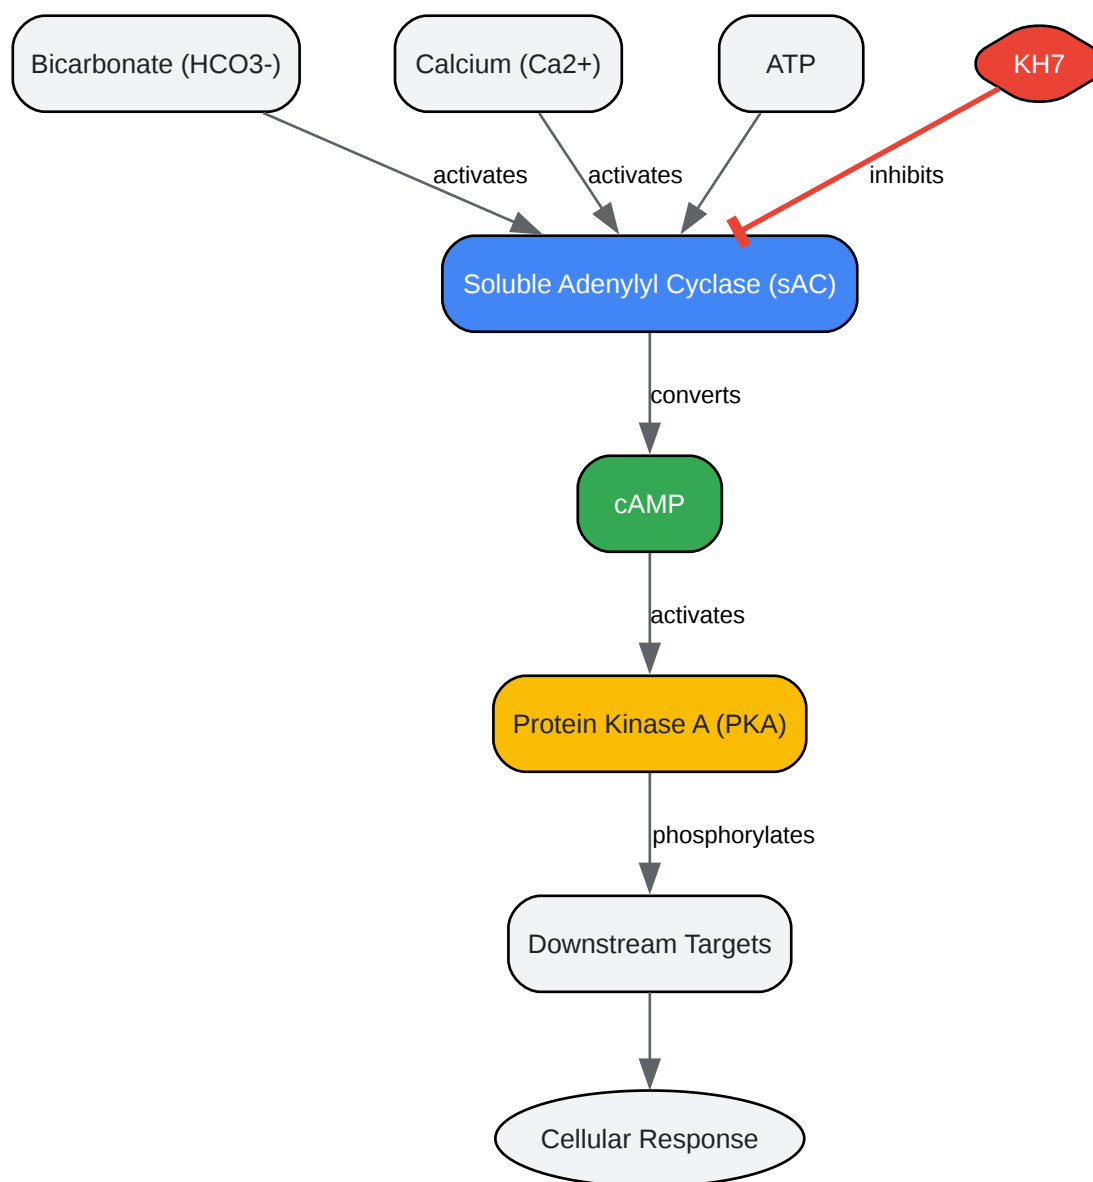 Bicarbonate (HCO3-)
Calcium (Ca2+)
ATP
KH7
activates
activates
inhibits
Soluble Adenylyl Cyclase (sAC)
converts
cAMP
activates
Protein Kinase A (PKA)
phosphorylates
Downstream Targets
Cellular Response